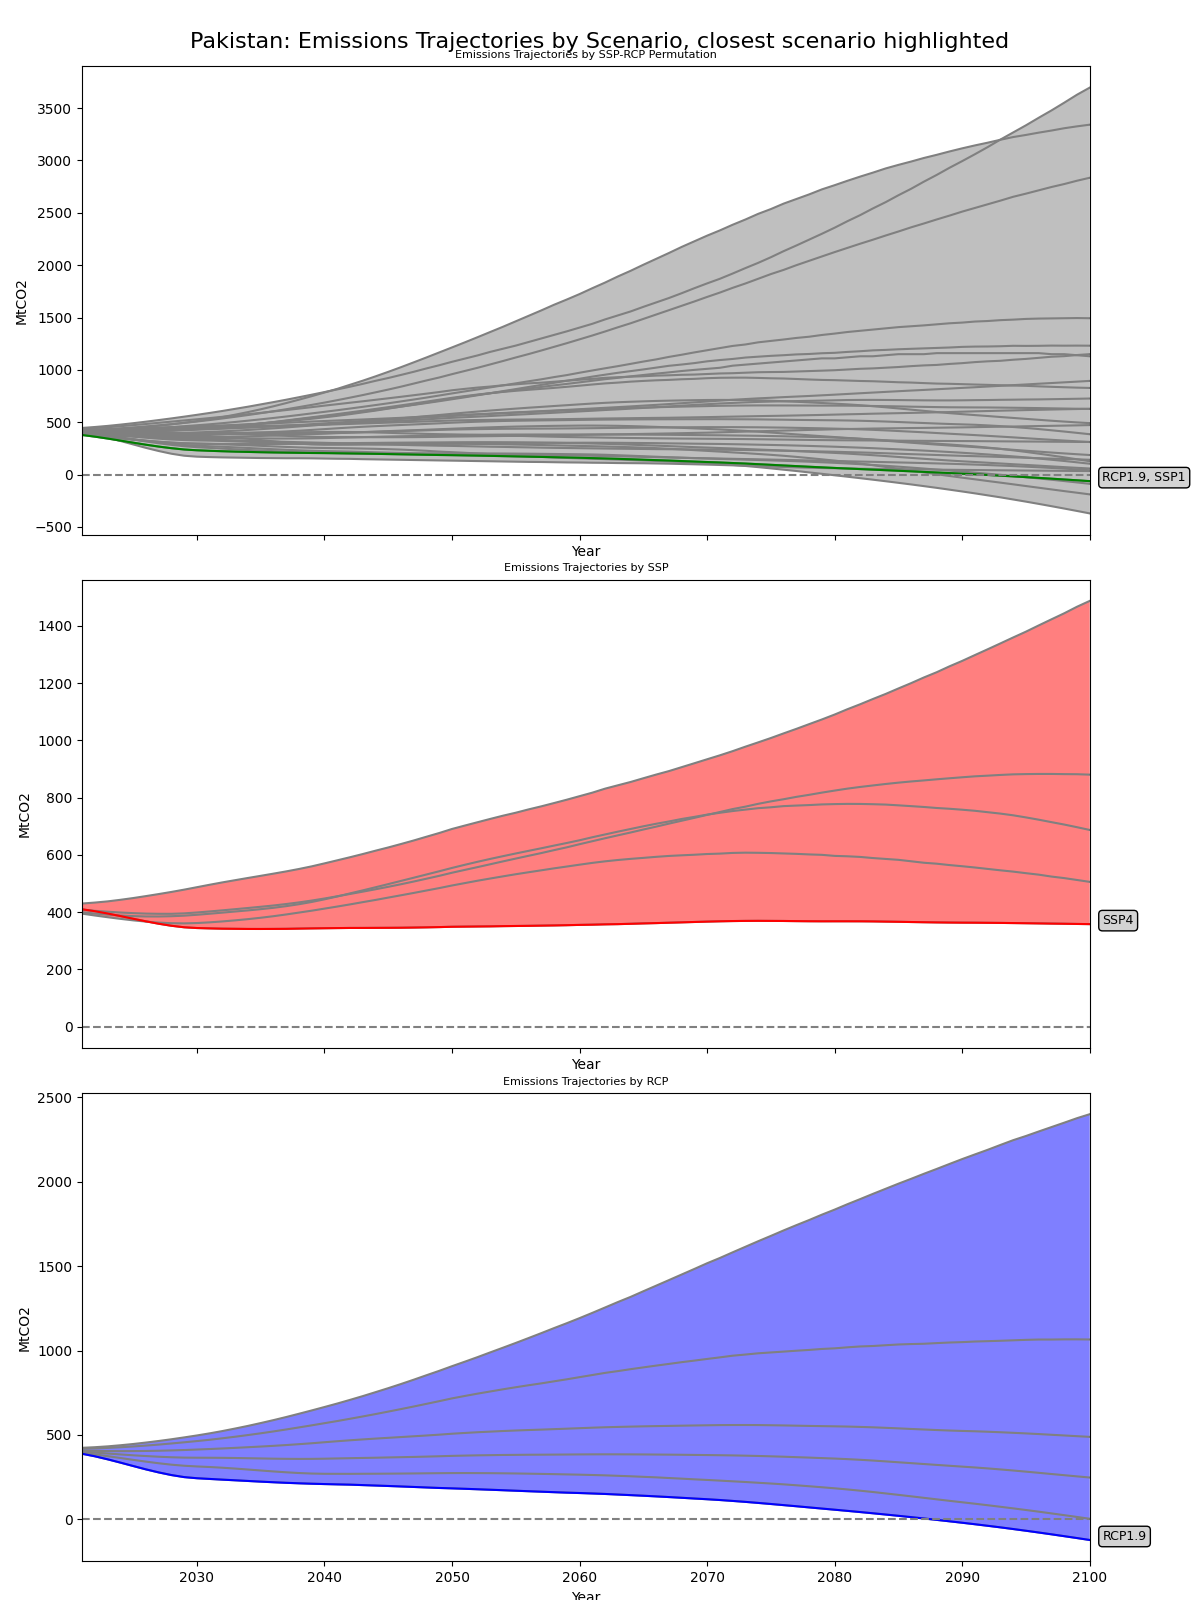 Pakistan: Emissions Trajectories by Scenario, closest scenario highlighted
Emissions Trajectories by SSP-RCP Permutation
3500
3000
2500
2000
1500
1000
500
0
−500
MtCO2
RCP1.9, SSP1
Year
Emissions Trajectories by SSP
1400
1200
1000
800
600
400
200
0
MtCO2
SSP4
Year
Emissions Trajectories by RCP
2500
2000
1500
1000
500
0
MtCO2
RCP1.9
2030 2040 2050 2060 2070 2080 2090 2100
Year